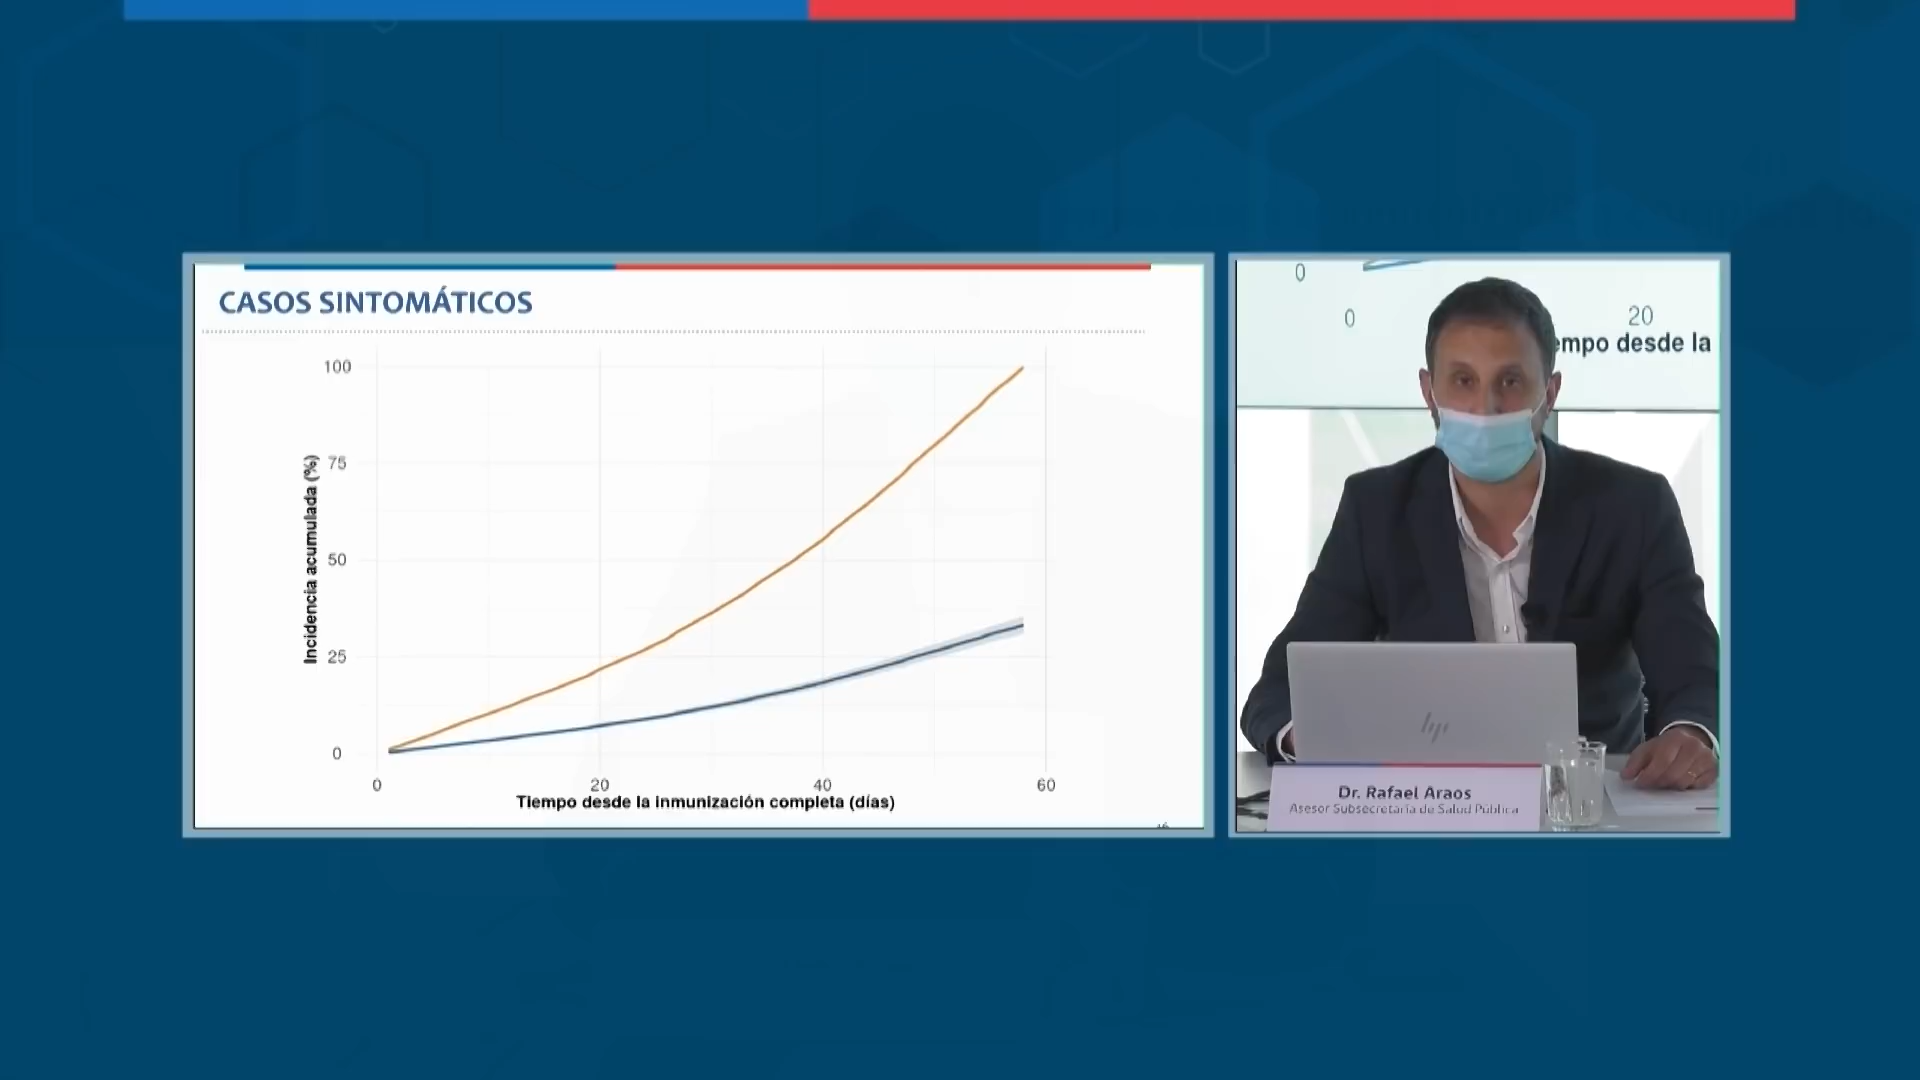 CASOS SINTOMÁTICOS
100
75
50
25
0
Incidencia acumulada (%)
0 20 40 60
Tiempo desde la inmunización completa (días)
0
0 20
empo desde la
hp
Dr. Rafael Araos
Asesor Subsecretaría de Salud Pública